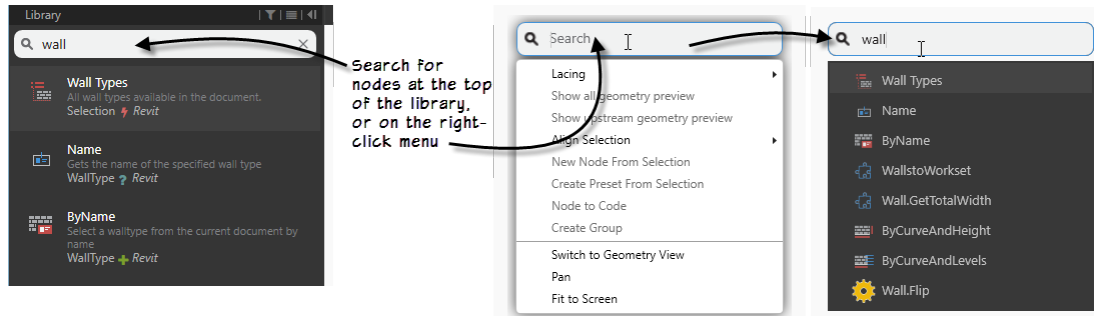 Library
wall
Wall Types
All wall types available in the document.
Selection Revit
Name
Gets the name of the specified wall type
WallType ? Revit
ByName
Select a walltype from the current document by
name
WallType Revit
Search for
nodes at the top
of the library,
or on the right-
click menu
Search
Lacing
Show all geometry preview
Show upstream geometry preview
Align Selection
New Node From Selection
Create Preset From Selection
Node to Code
Create Group
Switch to Geometry View
Pan
Fit to Screen
wall
Wall Types
Name
ByName
WallstoWorkset
Wall.GetTotalWidth
ByCurveAndHeight
ByCurveAndLevels
Wall.Flip